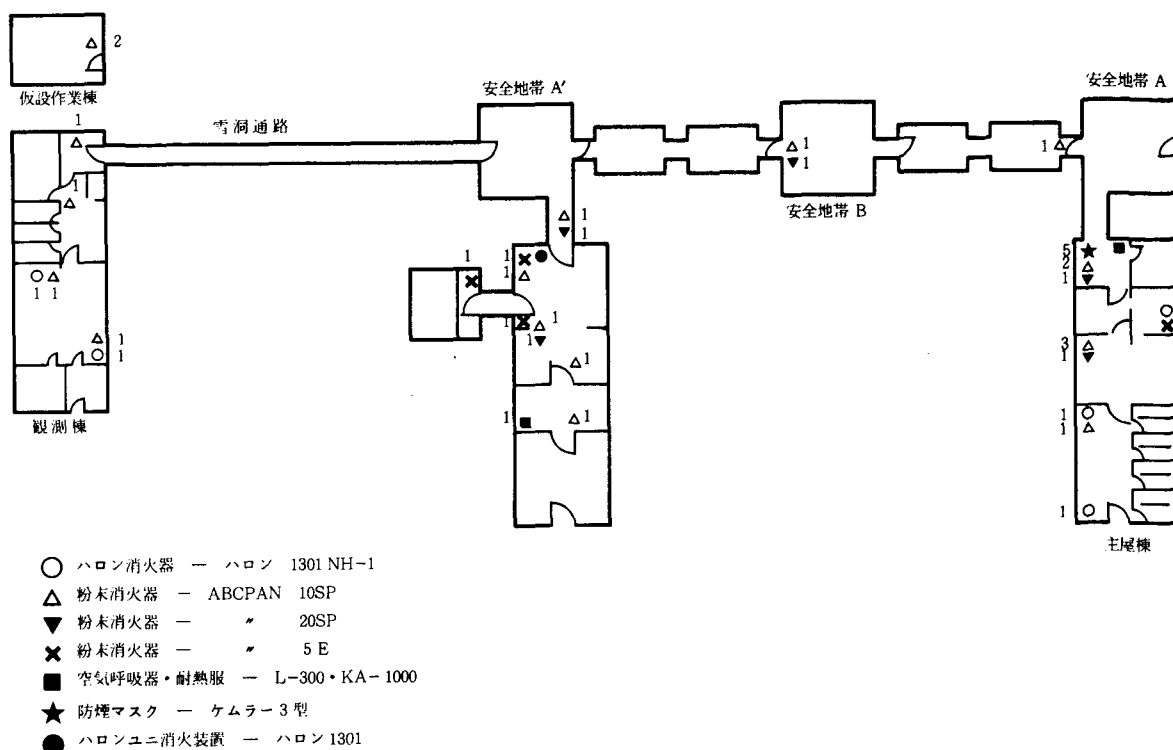 2
仮設作業棟
安全地帯 A′
安全地帯 A
1
雪洞通路
1
1
1
1
1
安全地帯 B
1
1
1
1
1
1
1
5
2
1
1
1
1
1
1
1
1
1
3
1
1
1
1
1
1
1
観測棟
主屋棟
○ ハロン消火器 — ハロン 1301 NH-1
△ 粉末消火器 — ABCPAN 10SP
▼ 粉末消火器 — 〃 20SP
✖ 粉末消火器 — 〃 5 E
■ 空気呼吸器・耐熱服 — L-300・KA-1000
★ 防煙マスク — ケムラー 3 型
● ハロンユニ消火装置 — ハロン 1301